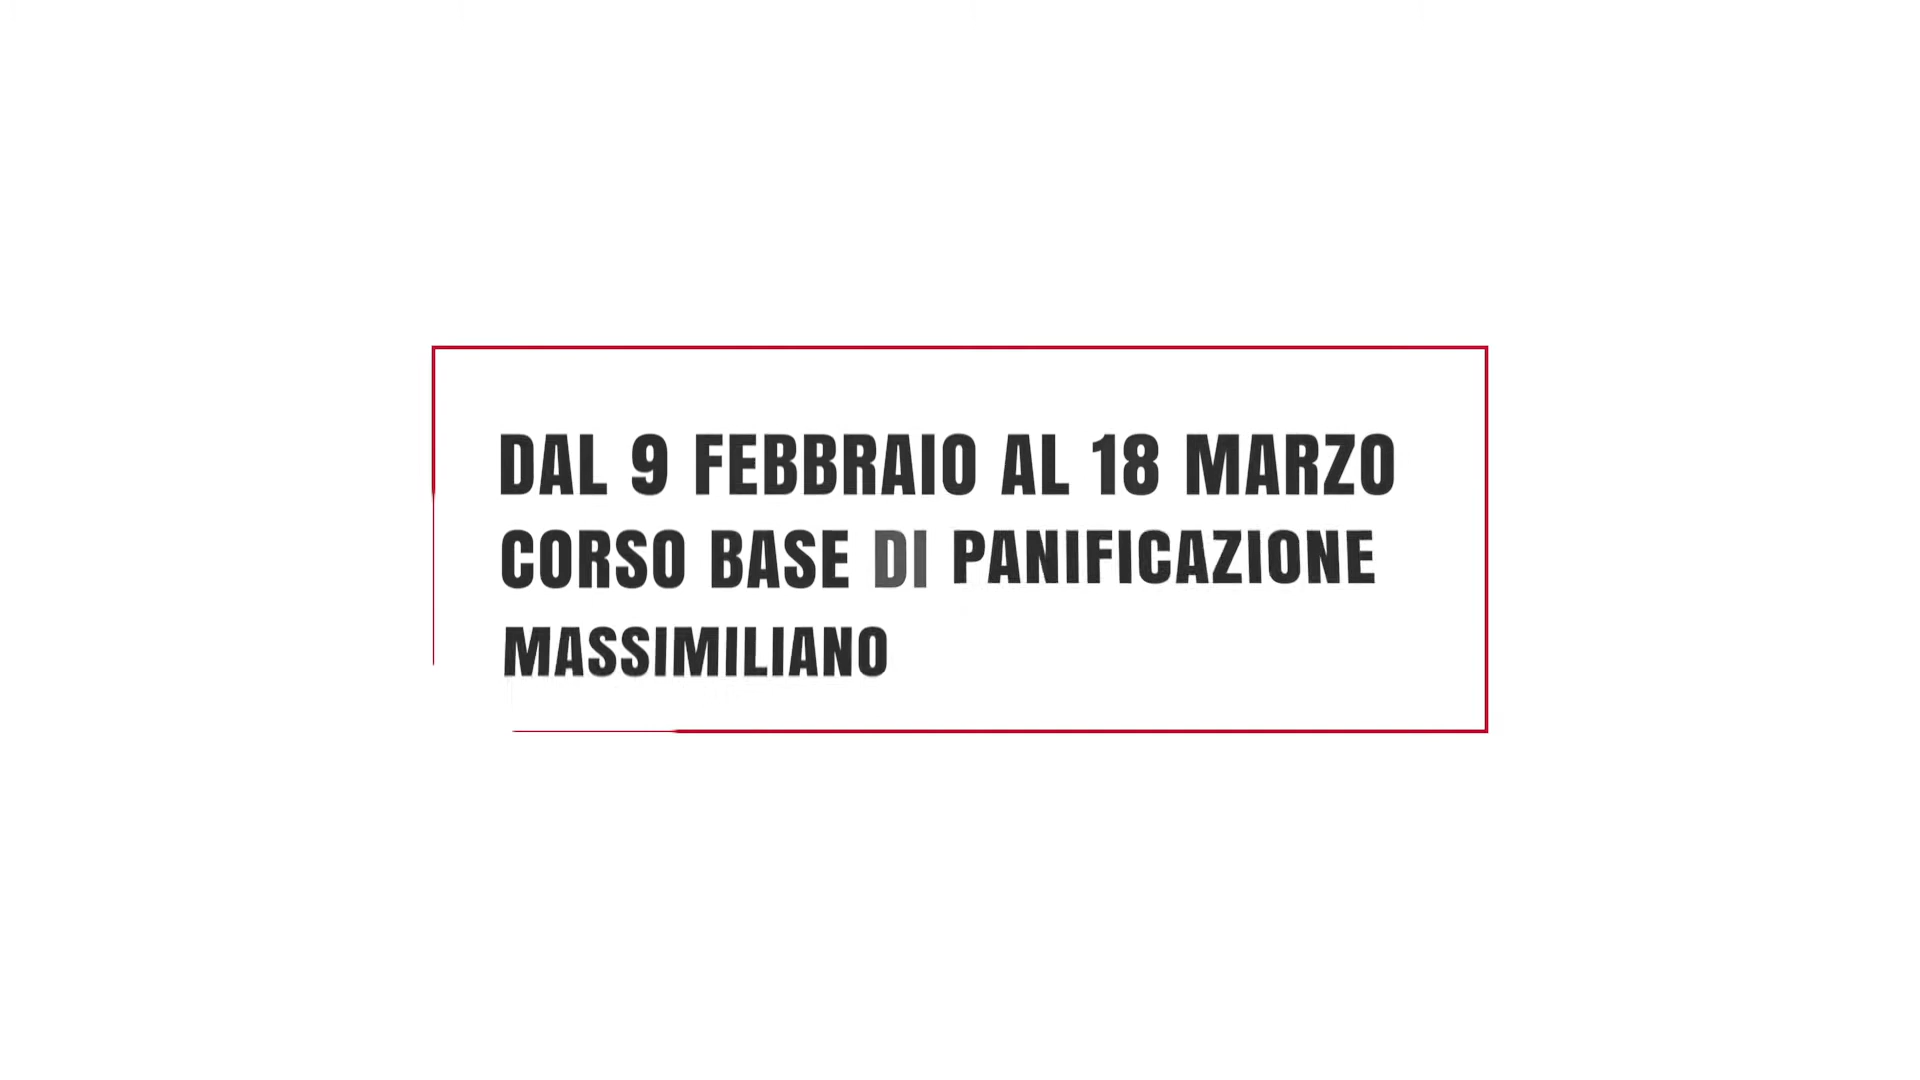 DAL 9 FEBBRAIO AL 18 MARZO
CORSO BASE DI PANIFICAZIONE
MASSIMILIANO